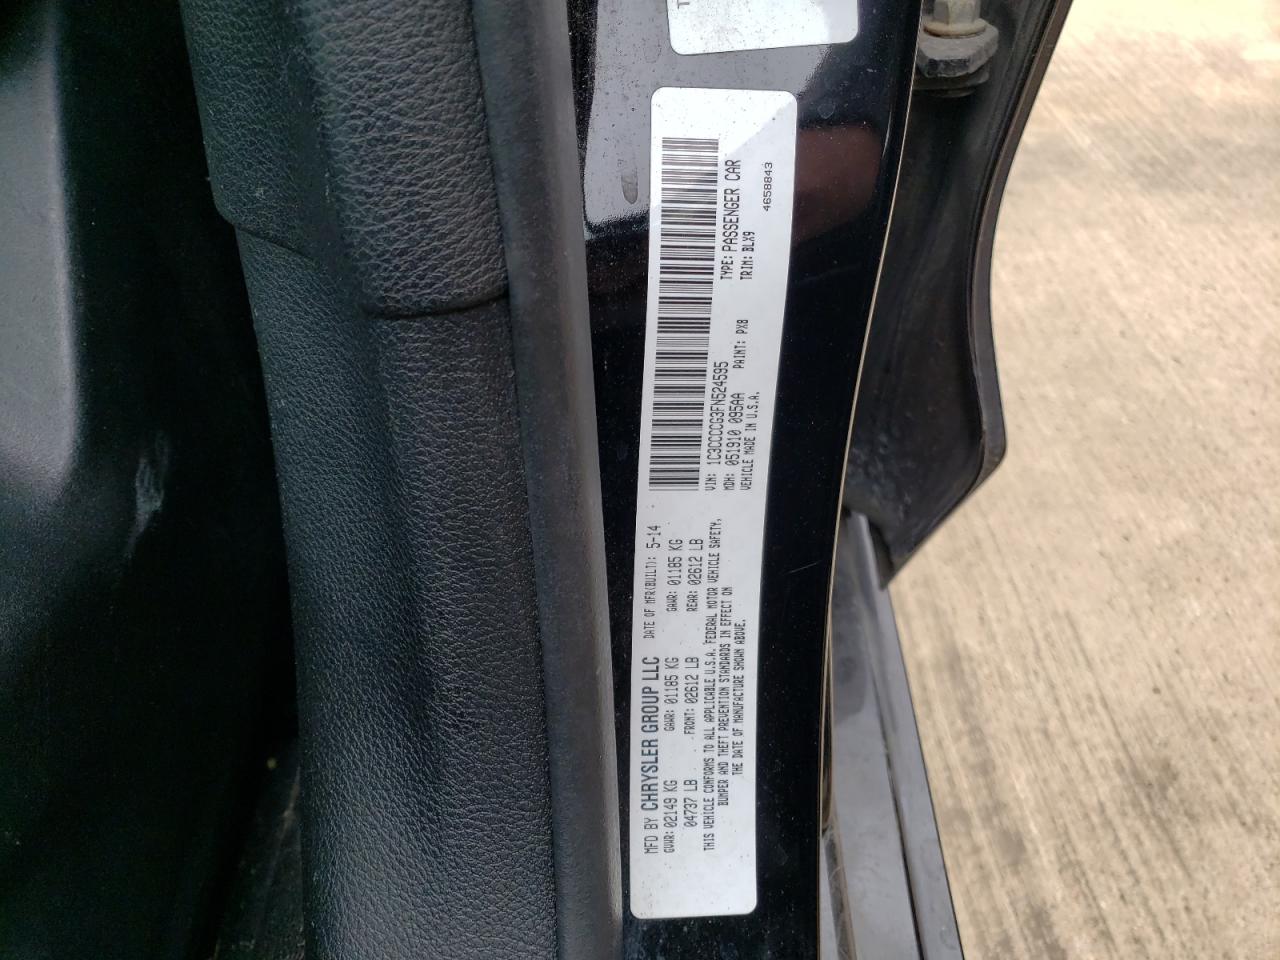 MFD BY CHRYSLER GROUP LLC DATE OF MFR(BUILT): 5-14
GVWR: 02149 KG GAWR: 01185 KG GAWR: 01185 KG
04737 LB FRONT: 02612 LB REAR: 02612 LB
THIS VEHICLE CONFORMS TO ALL APPLICABLE U.S.A. FEDERAL MOTOR VEHICLE SAFETY,
BUMPER AND THEFT PREVENTION STANDARDS IN EFFECT ON
THE DATE OF MANUFACTURE SHOWN ABOVE.
VIN: 1C3CCCCG3FN524595 TYPE: PASSENGER CAR
MDH: 051910 095AA PAINT: PX8 TRIM: BLX9
VEHICLE MADE IN U.S.A.
4658843